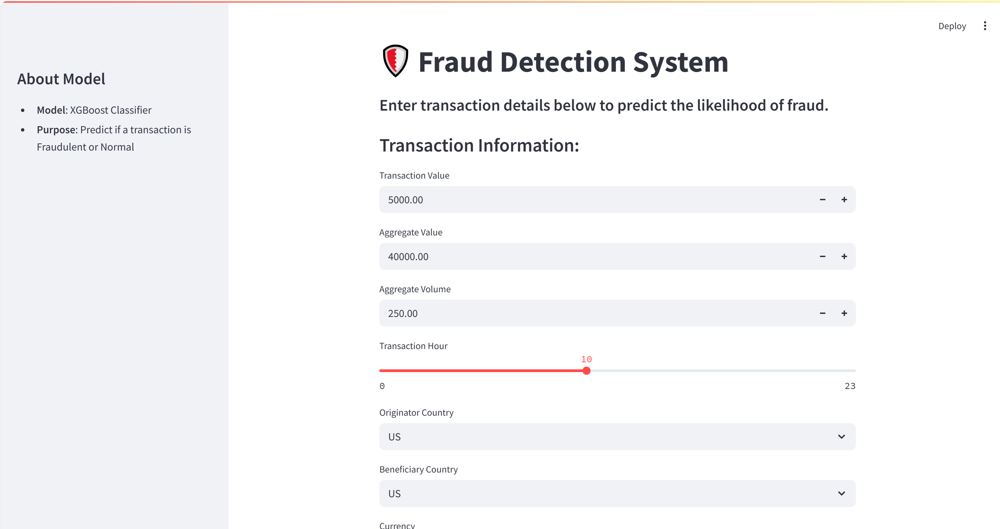 Deploy
About Model
Model: XGBoost Classifier
Purpose: Predict if a transaction is
Fraudulent or Normal
Fraud Detection System
Enter transaction details below to predict the likelihood of fraud.
Transaction Information:
Transaction Value
5000.00
Aggregate Value
40000.00
Aggregate Volume
250.00
Transaction Hour
10
0 23
Originator Country
US
Beneficiary Country
US
Currency